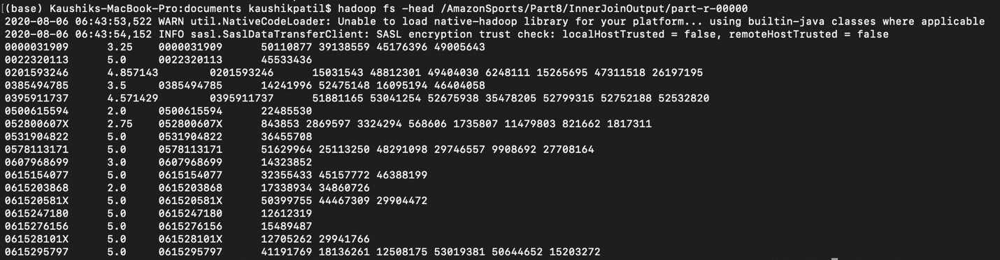 [(base) Kaushiks-MacBook-Pro:documents kaushikpatil$ hadoop fs -head /AmazonSports/Part8/InnerJoinOutput/part-r-00000
2020-08-06 06:43:53,522 WARN util.NativeCodeLoader: Unable to load native-hadoop library for your platform... using builtin-java classes where applicable
2020-08-06 06:43:54,152 INFO sasl.SaslDataTransferClient: SASL encryption trust check: localHostTrusted = false, remoteHostTrusted = false
0000031909 3.25 0000031909 50110877 39138559 45176396 49005643
0022320113 5.0 0022320113 45533436
0201593246 4.857143 0201593246 15031543 48812301 49404030 6248111 15265695 47311518 26197195
0385494785 3.5 0385494785 14241996 52475148 16095194 46404058
0395911737 4.571429 0395911737 51881165 53041254 52675938 35478205 52799315 52752188 52532820
0500615594 2.0 0500615594 22485530
052800607X 2.75 052800607X 843853 2869597 3324294 568606 1735807 11479803 821662 1817311
0531904822 5.0 0531904822 36455708
0578113171 5.0 0578113171 51629964 25113250 48291098 29746557 9908692 27708164
0607968699 3.0 0607968699 14323852
0615154077 5.0 0615154077 32355433 45157772 46388199
0615203868 2.0 0615203868 17338934 34860726
061520581X 5.0 061520581X 50399755 44467309 29904472
0615247180 5.0 0615247180 12612319
0615276156 5.0 0615276156 15489487
061528101X 5.0 061528101X 12705262 29941766
0615295797 5.0 0615295797 41191769 18136261 12508175 53019381 50644652 15203272